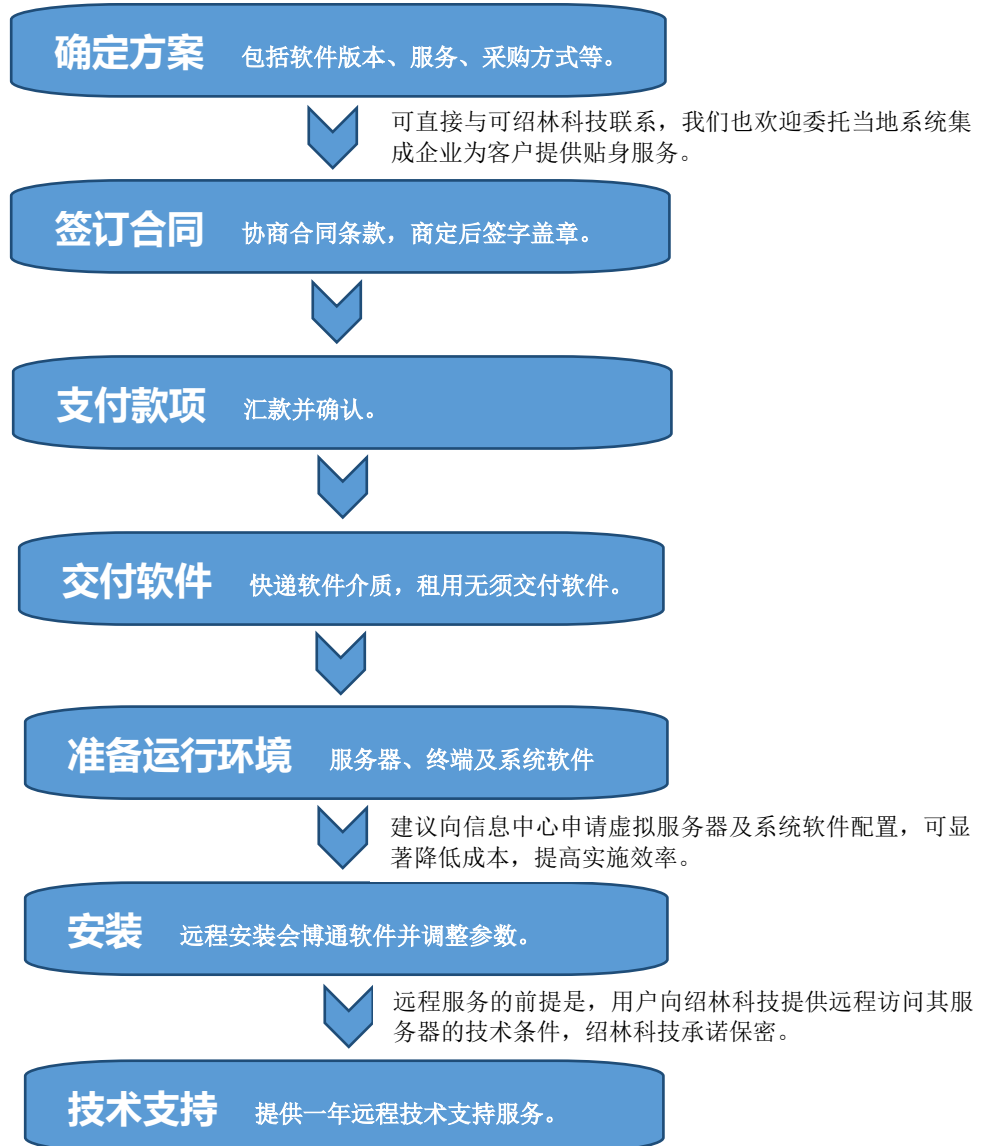 确定方案 包括软件版本、服务、采购方式等。
可直接与可绍林科技联系，我们也欢迎委托当地系统集
成企业为客户提供贴身服务。
签订合同 协商合同条款，商定后签字盖章。
支付款项 汇款并确认。
交付软件 快递软件介质，租用无须交付软件。
准备运行环境 服务器、终端及系统软件
建议向信息中心申请虚拟服务器及系统软件配置，可显
著降低成本，提高实施效率。
安装 远程安装会博通软件并调整参数。
远程服务的前提是，用户向绍林科技提供远程访问其服
务器的技术条件，绍林科技承诺保密。
技术支持 提供一年远程技术支持服务。